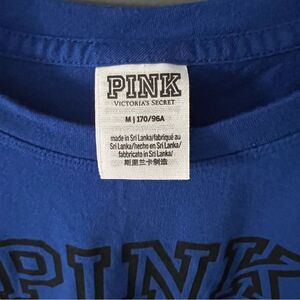 PINK
VICTORIA'S SECRET
M | 170/96A
made in Sri Lanka/fabriqué au
Sri Lanka/hecho en Sri Lanka/
fabbricato in Sri Lanka/
斯里兰卡制造
PINK